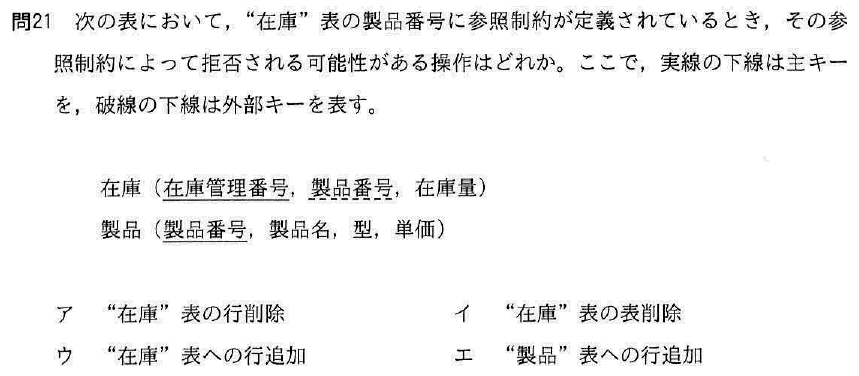 問21 次の表において，“在庫”表の製品番号に参照制約が定義されているとき，その参
照制約によって拒否される可能性がある操作はどれか。ここで，実線の下線は主キー
を，破線の下線は外部キーを表す。
在庫（在庫管理番号，製品番号，在庫量）
製品（製品番号，製品名，型，単価）
ア “在庫”表の行削除 イ “在庫”表の表削除
ウ “在庫”表への行追加 エ “製品”表への行追加